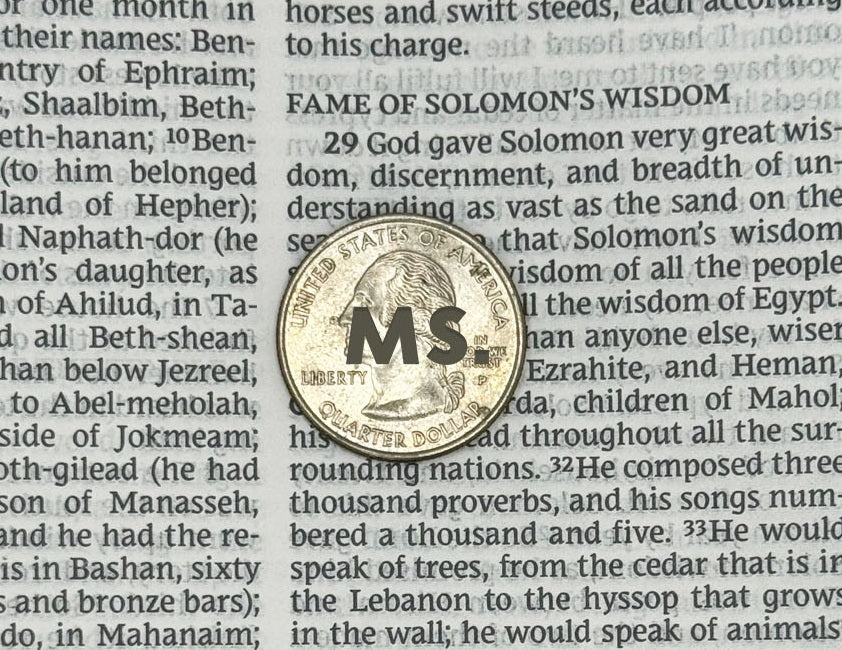 or one month in
their names: Ben-
ntry of Ephraim;
, Shaalbim, Beth-
eth-hanan; ¹⁰Ben-
(to him belonged
land of Hepher);
Naphath-dor (he
on's daughter, as
of Ahilud, in Ta-
d all Beth-shean,
han below Jezreel,
to Abel-meholah,
side of Jokmeam;
oth-gilead (he had
son of Manasseh,
and he had the re-
is in Bashan, sixty
s and bronze bars);
do, in Mahanaim;
horses and swift steeds, each according
to his charge.
FAME OF SOLOMON'S WISDOM
29 God gave Solomon very great wis-
dom, discernment, and breadth of un-
derstanding as vast as the sand on the
that Solomon's wisdom
wisdom of all the people
the wisdom of Egypt.
than anyone else, wiser
Ezrahite, and Heman,
children of Mahol;
his throughout all the sur-
rounding nations. ³²He composed three
thousand proverbs, and his songs num-
bered a thousand and five. ³³He would
speak of trees, from the cedar that is in
the Lebanon to the hyssop that grows
in the wall; he would speak of animals
UNITED STATES OF AMERICA
LIBERTY
IN
GOD WE
TRUST
P
QUARTER DOLLAR
MS.